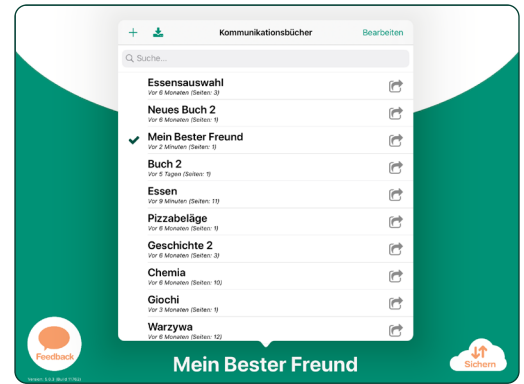 Kommunikationsbücher
Bearbeiten
Suche...
Essensauswahl
Vor 6 Monaten (Seiten: 3)
Neues Buch 2
Vor 6 Monaten (Seiten: 1)
Mein Bester Freund
Vor 2 Minuten (Seiten: 1)
Buch 2
Vor 5 Tagen (Seiten: 1)
Essen
Vor 9 Minuten (Seiten: 11)
Pizzabeläge
Vor 6 Monaten (Seiten: 1)
Geschichte 2
Vor 6 Monaten (Seiten: 3)
Chemia
Vor 6 Monaten (Seiten: 10)
Giochi
Vor 3 Monaten (Seiten: 1)
Warzywa
Vor 6 Monaten (Seiten: 12)
Feedback
Mein Bester Freund
Sichern